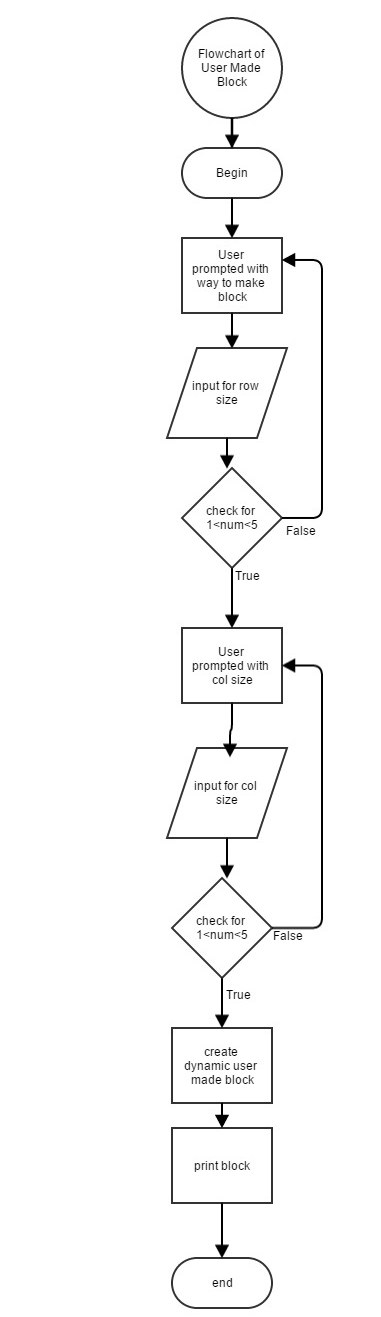 Flowchart of
User Made
Block
Begin
User
prompted with
way to make
block
input for row
size
check for
1<num<5
False
True
User
prompted with
col size
input for col
size
check for
1<num<5
False
True
create
dynamic user
made block
print block
end